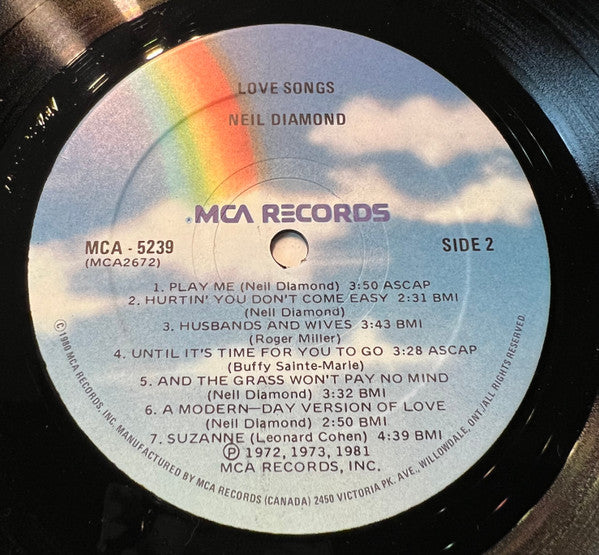 LOVE SONGS
NEIL DIAMOND
MCA RECORDS
MCA - 5239
(MCA2672)
SIDE 2
1. PLAY ME (Neil Diamond) 3:50 ASCAP
2. HURTIN' YOU DON'T COME EASY 2:31 BMI
(Neil Diamond)
3. HUSBANDS AND WIVES 3:43 BMI
(Roger Miller)
4. UNTIL IT'S TIME FOR YOU TO GO 3:28 ASCAP
(Buffy Sainte-Marie)
5. AND THE GRASS WON'T PAY NO MIND
(Neil Diamond) 3:32 BMI
6. A MODERN—DAY VERSION OF LOVE
(Neil Diamond) 2:50 BMI
7. SUZANNE (Leonard Cohen) 4:39 BMI
Ⓟ 1972, 1973, 1981
MCA RECORDS, INC.
©1980 MCA RECORDS, INC. MANUFACTURED BY MCA RECORDS (CANADA) 2450 VICTORIA PK. AVE., WILLOWDALE, ONT./ALL RIGHTS RESERVED.